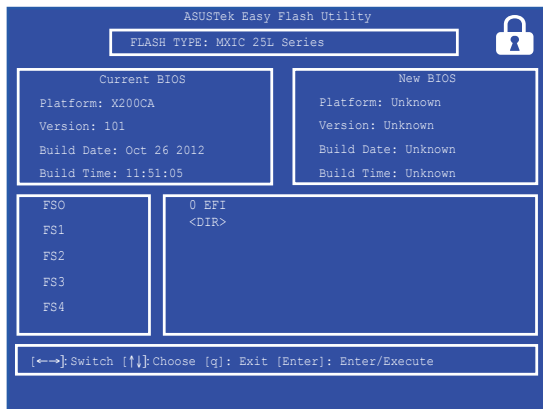 ASUSTek Easy Flash Utility
FLASH TYPE: MXIC 25L Series
Current BIOS
Platform: X200CA
Version: 101
Build Date: Oct 26 2012
Build Time: 11:51:05
New BIOS
Platform: Unknown
Version: Unknown
Build Date: Unknown
Build Time: Unknown
FSO
FS1
FS2
FS3
FS4
0 EFI
<DIR>
[←→]:Switch [↑↓]:Choose [q]: Exit [Enter]: Enter/Execute